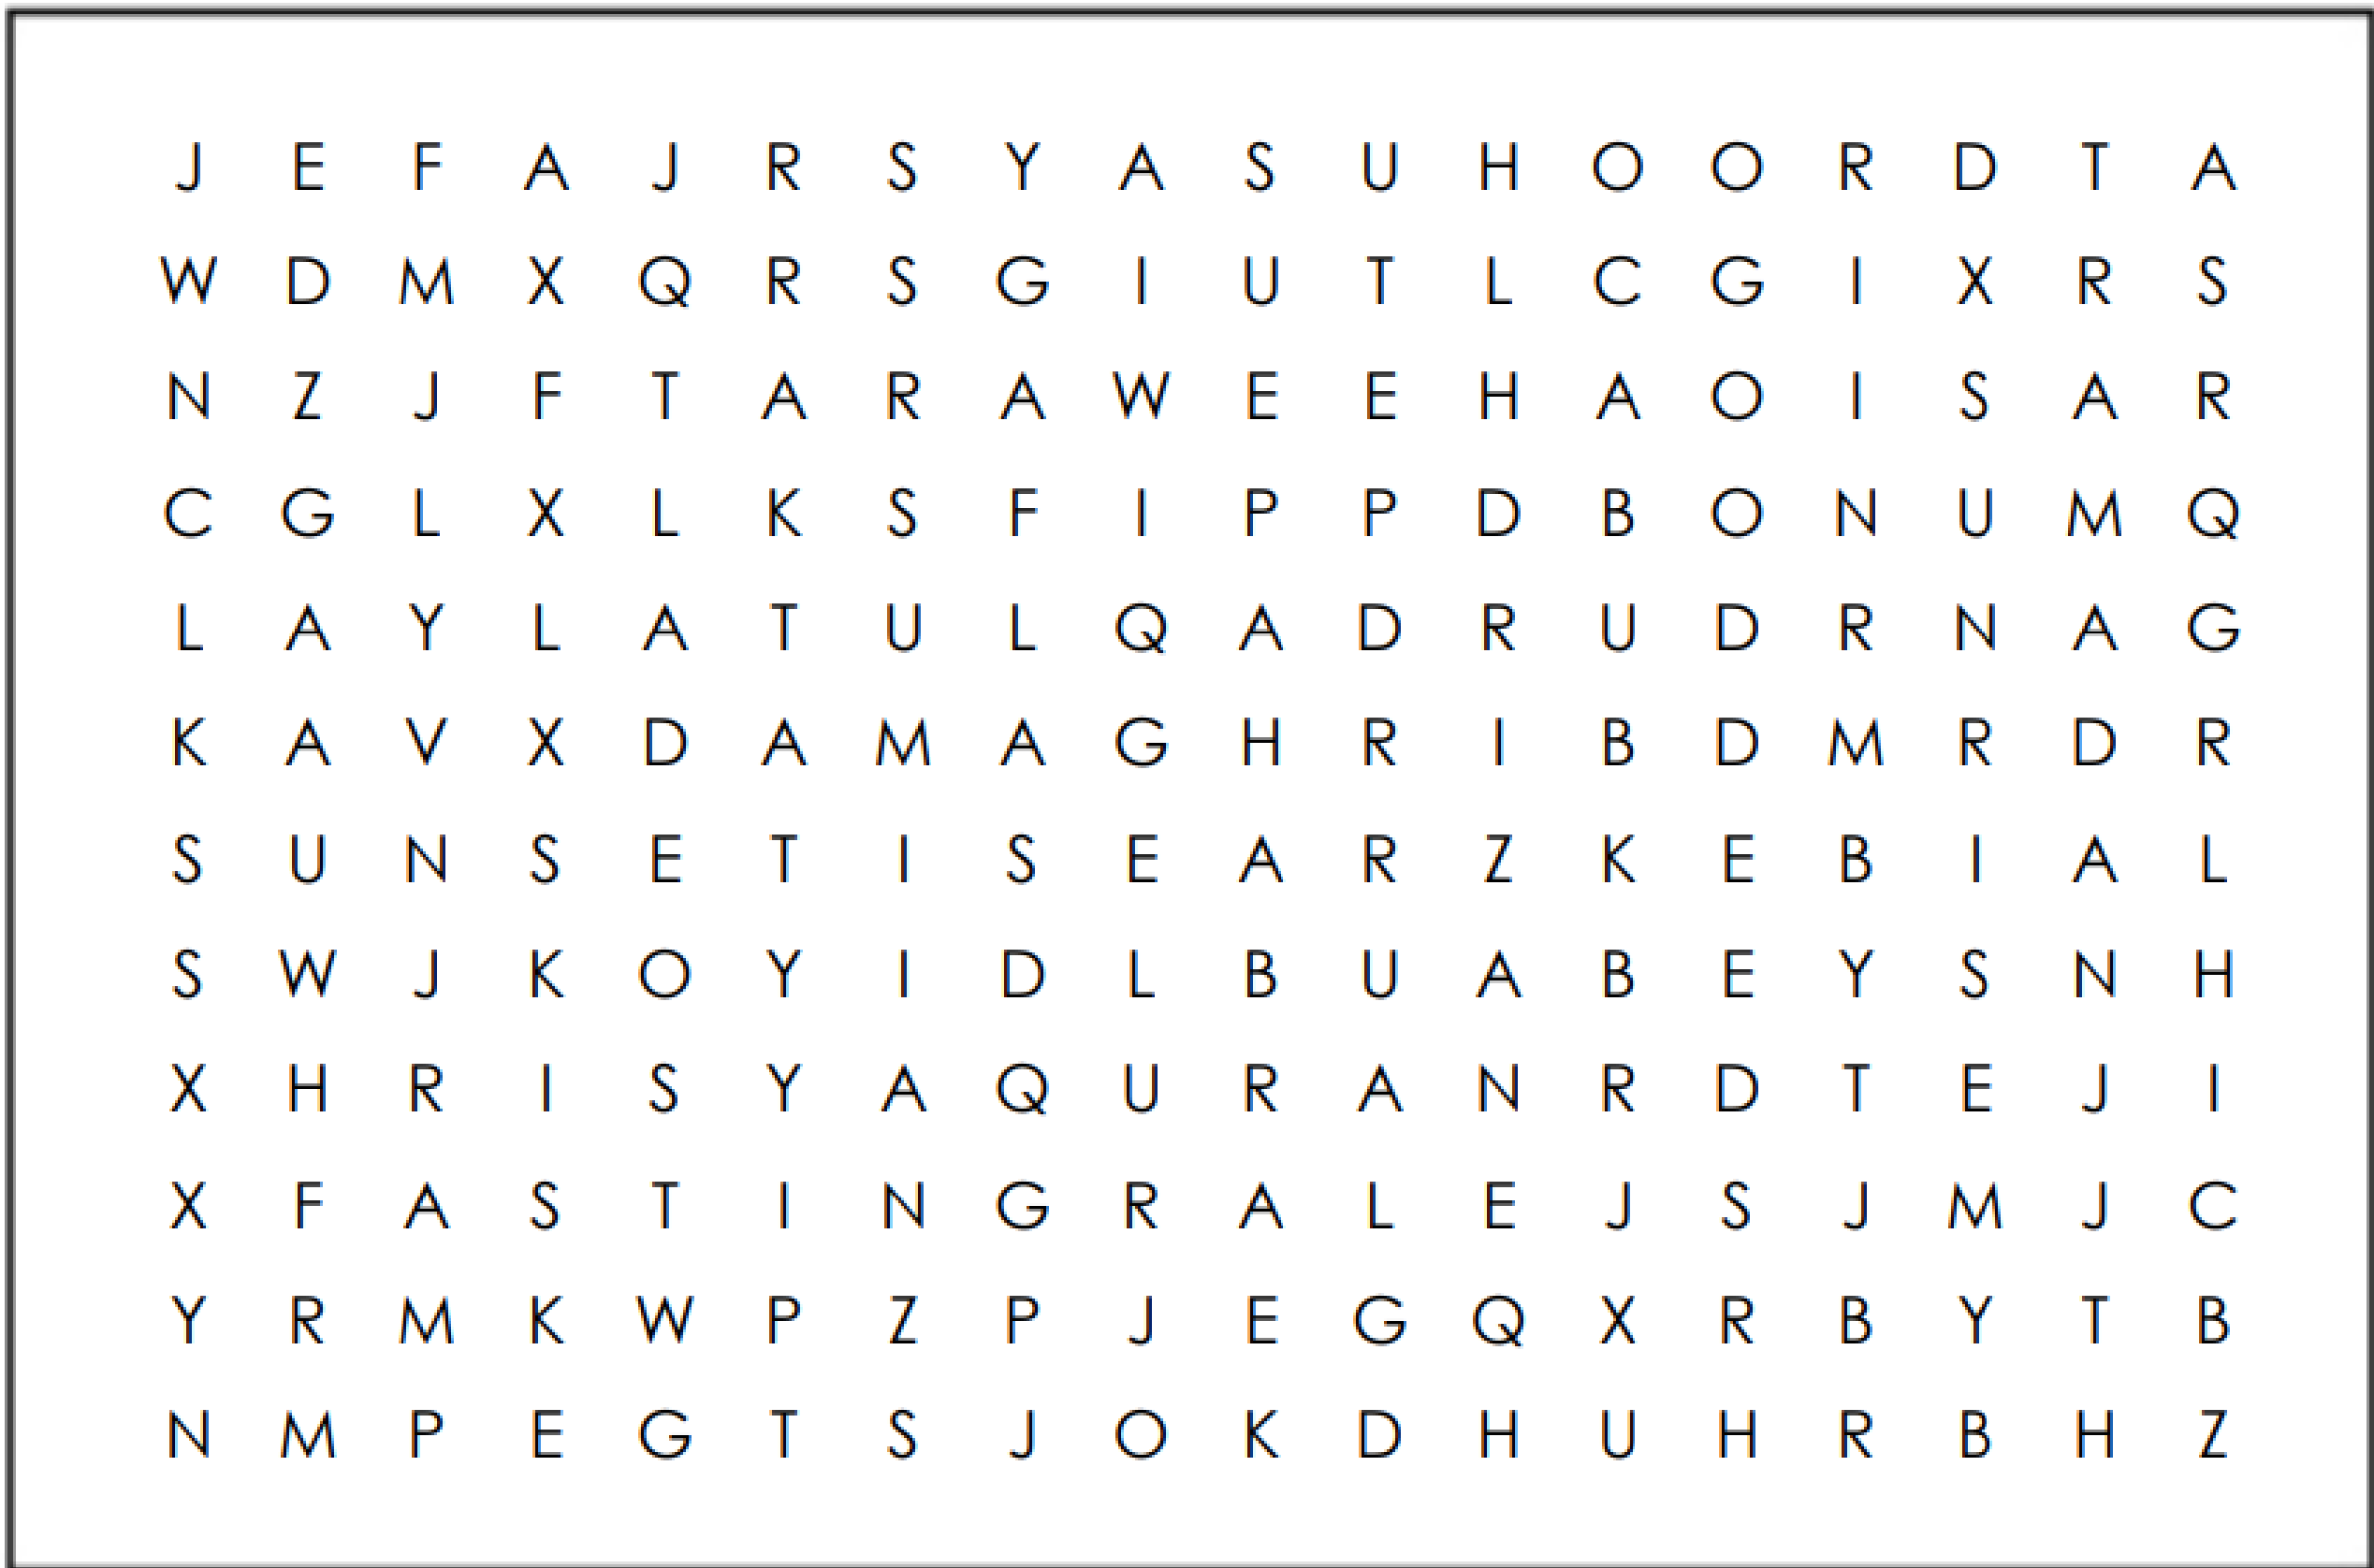 J E F A J R S Y A S U H O O R D T A
W D M X Q R S G I U T L C G I X R S
N Z J F T A R A W E E H A O I S A R
C G L X L K S F I P P D B O N U M Q
L A Y L A T U L Q A D R U D R N A G
K A V X D A M A G H R I B D M R D R
S U N S E T I S E A R Z K E B I A L
S W J K O Y I D L B U A B E Y S N H
X H R I S Y A Q U R A N R D T E J I
X F A S T I N G R A L E J S J M J C
Y R M K W P Z P J E G Q X R B Y T B
N M P E G T S J O K D H U H R B H Z